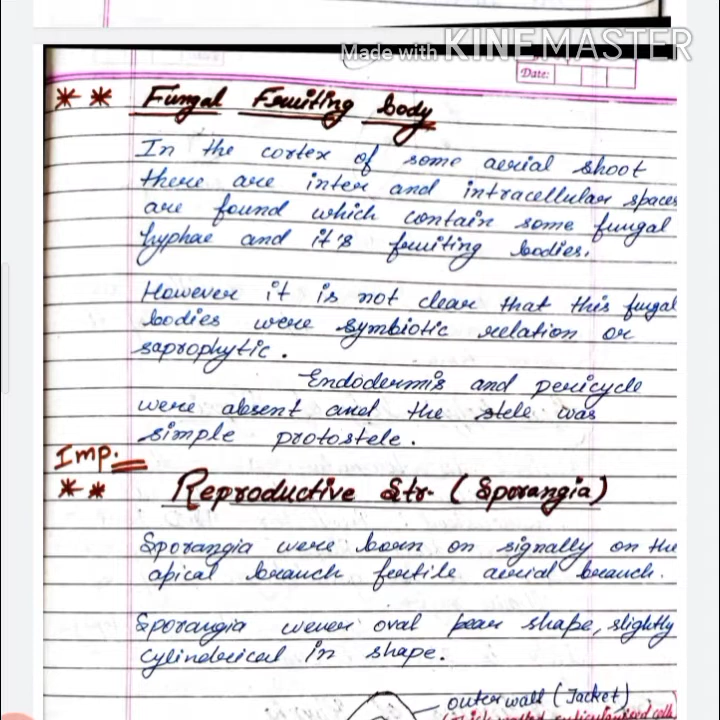 Made with KINEMASTER
Date:
** Fungal Fruiting body
In the cortex of some aerial shoot
there are inter and intracellular spaces
are found which contain some fungal
hyphae and it's fruiting bodies.
However it is not clear that this fugal
bodies were symbiotic relation or
saprophytic.
Endodermis and pericycle
were absent and the stele was
simple protostele.
Imp.
** Reproductive Str. (Sporangia)
Sporangia were born on signally on the
apical branch fertile aerial branch.
Sporangia wever oval pear shape, slightly
cylinderical in shape.
outer wall (Jacket)